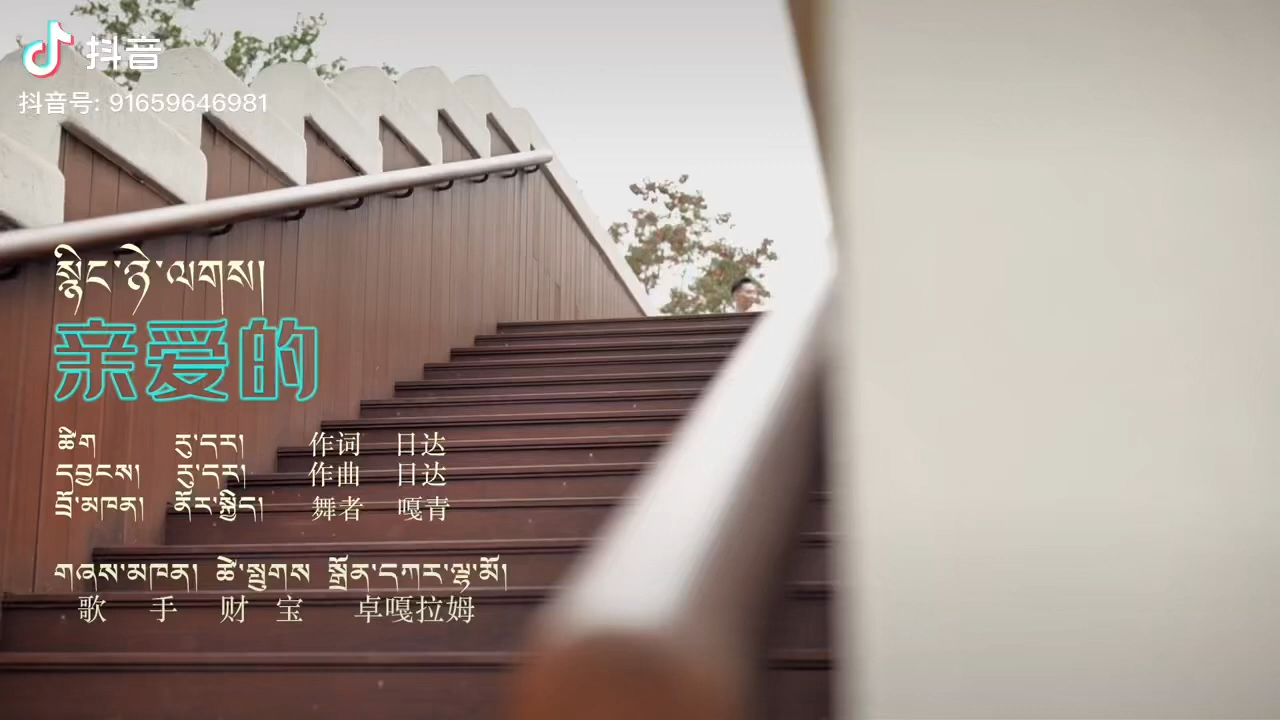 抖音
抖音号: 91659646981
སྙིང་ཉེ་ལགས།
亲爱的
ཚིག རུ་དར། 作词 日达
དབྱངས། རུ་དར། 作曲 日达
བྲོ་མཁན། ནོར་སྐྱིད། 舞者 嘎青
གཞས་མཁན། ཚེ་སྲུགས སྒྲོན་དཀར་ལྷ་མོ།
歌手 财宝 卓嘎拉姆